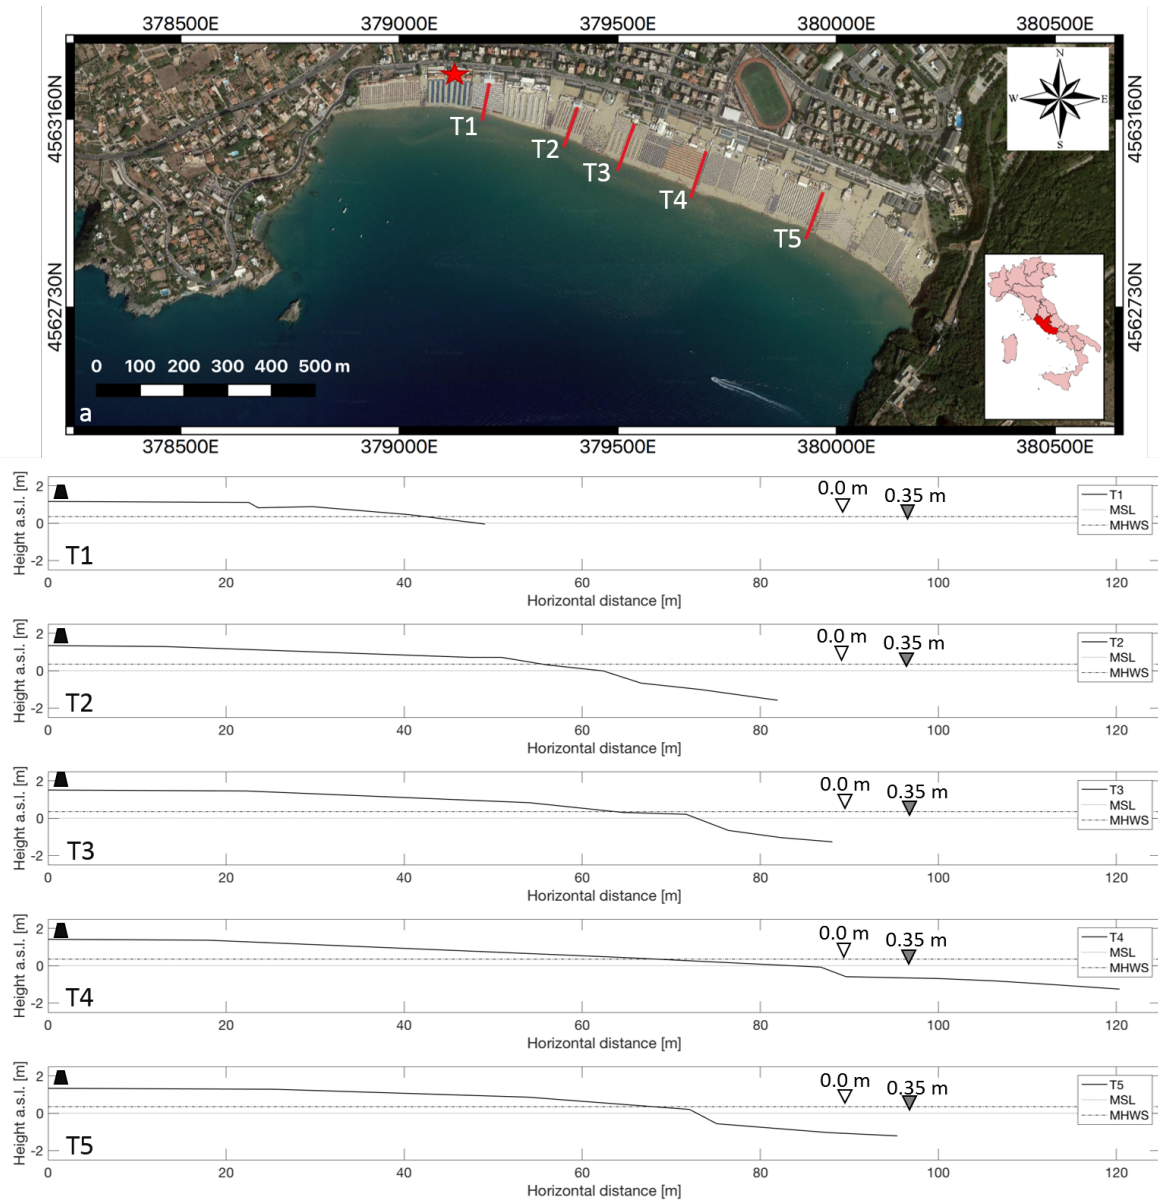 378500E 379000E 379500E 380000E 380500E
4563160N
4562730N
4563160N
4562730N
N
W E
S
T1
T2
T3
T4
T5
0 100 200 300 400 500 m
a
378500E 379000E 379500E 380000E 380500E
Height a.s.l. [m]
2
0
-2
T1
0.0 m
0.35 m
T1
MSL
MHWS
0 20 40 60 80 100 120
Horizontal distance [m]
Height a.s.l. [m]
2
0
-2
T2
0.0 m
0.35 m
T2
MSL
MHWS
0 20 40 60 80 100 120
Horizontal distance [m]
Height a.s.l. [m]
2
0
-2
T3
0.0 m
0.35 m
T3
MSL
MHWS
0 20 40 60 80 100 120
Horizontal distance [m]
Height a.s.l. [m]
2
0
-2
T4
0.0 m
0.35 m
T4
MSL
MHWS
0 20 40 60 80 100 120
Horizontal distance [m]
Height a.s.l. [m]
2
0
-2
T5
0.0 m
0.35 m
T5
MSL
MHWS
0 20 40 60 80 100 120
Horizontal distance [m]